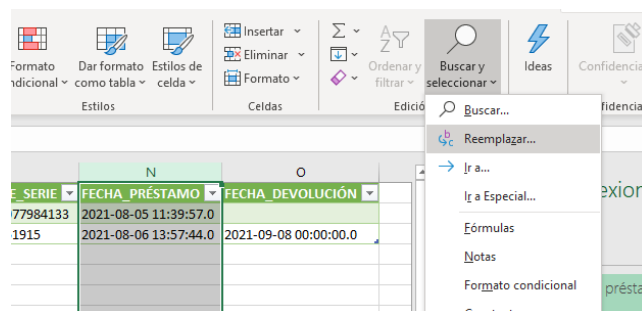 Insertar
Eliminar
Formato
Formato
ndicional
Dar formato
como tabla
Estilos de
celda
Ordenar y
filtrar
Buscar y
seleccionar
Ideas
Confidencia
Estilos
Celdas
Edició
fidencia
Buscar...
Reemplazar...
Ir a...
Ir a Especial...
Fórmulas
Notas
Formato condicional
N
O
E_SERIE
FECHA_PRÉSTAMO
FECHA_DEVOLUCIÓN
077984133
2021-08-05 11:39:57.0
1915
2021-08-06 13:57:44.0
2021-09-08 00:00:00.0
exion
présta